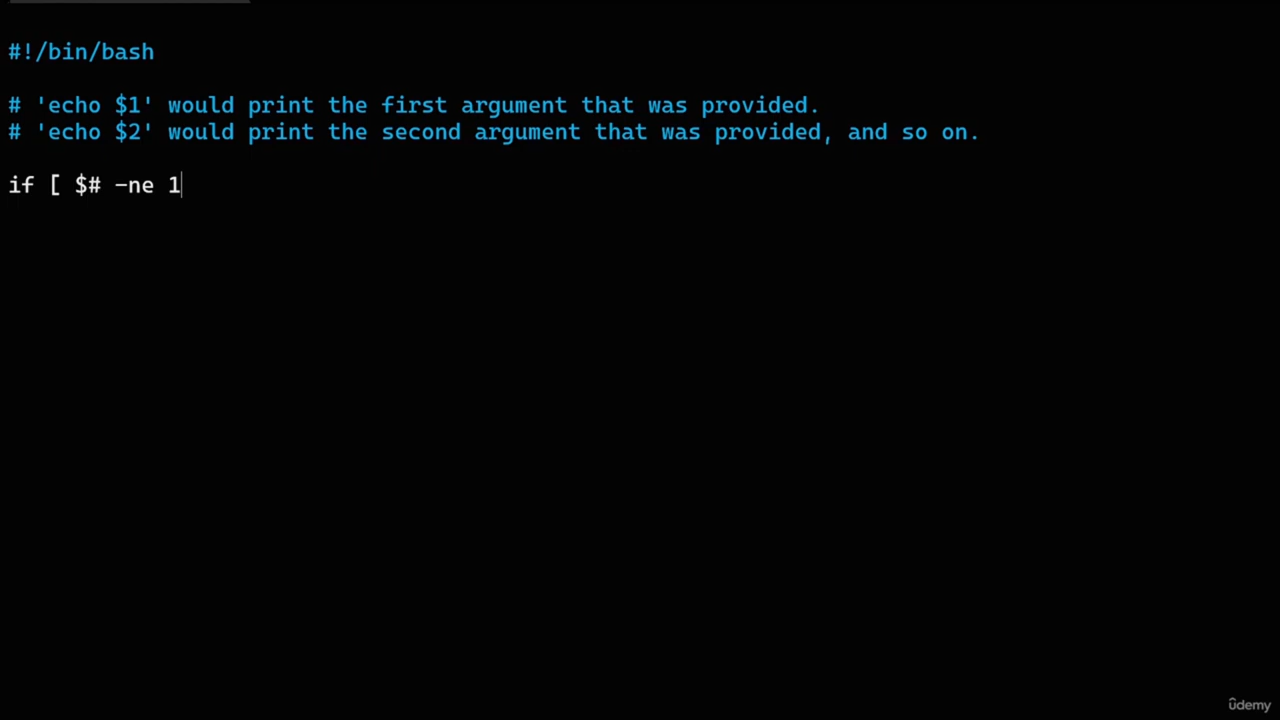 #!/bin/bash
# 'echo $1' would print the first argument that was provided.
# 'echo $2' would print the second argument that was provided, and so on.
if [ $# -ne 1
ûdemy